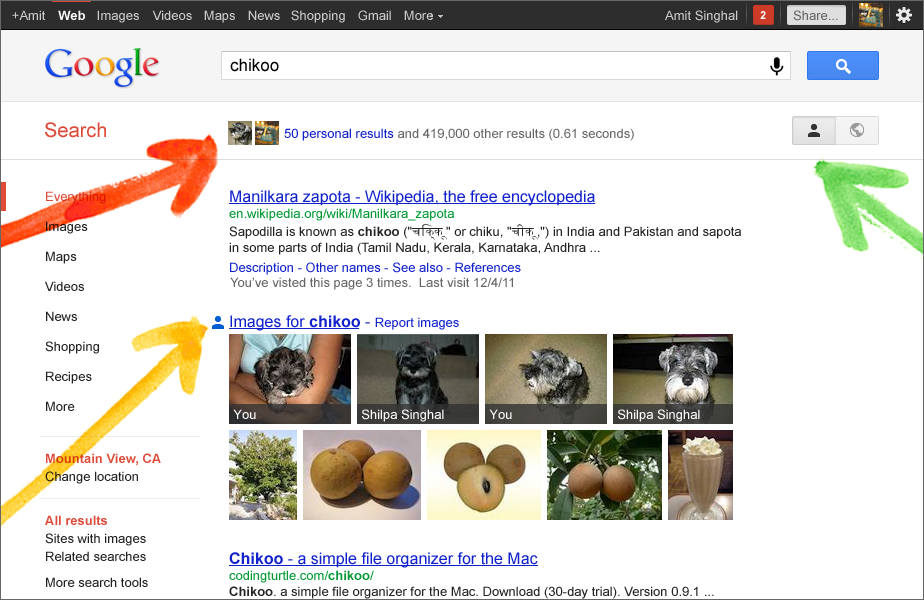 +Amit Web Images Videos Maps News Shopping Gmail More
Amit Singhal 2 Share...
Google
chikoo
Search
50 personal results and 419,000 other results (0.61 seconds)
Everything
Images
Maps
Videos
News
Shopping
Recipes
More
Mountain View, CA
Change location
All results
Sites with images
Related searches
More search tools
Manilkara zapota - Wikipedia, the free encyclopedia
en.wikipedia.org/wiki/Manilkara_zapota
Sapodilla is known as chikoo ("चिक्कू" or chiku, "चीकू,") in India and Pakistan and sapota
in some parts of India (Tamil Nadu, Kerala, Karnataka, Andhra ...
Description - Other names - See also - References
You've visted this page 3 times. Last visit 12/4/11
Images for chikoo - Report images
You
Shilpa Singhal
You
Shilpa Singhal
Chikoo - a simple file organizer for the Mac
codingturtle.com/chikoo/
Chikoo. a simple file organizer for the Mac. Download (30-day trial). Version 0.9.1 ...